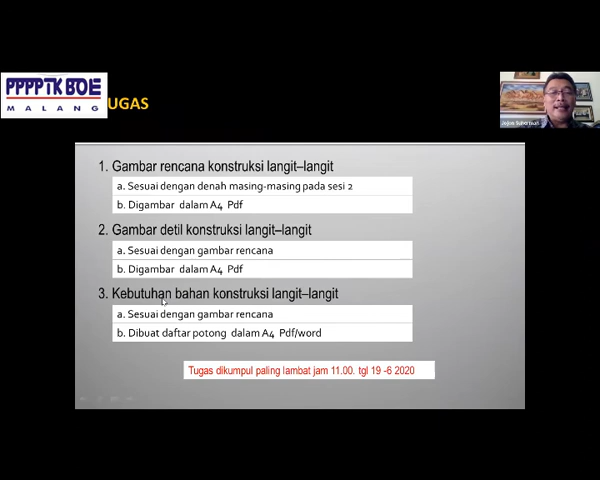 PPPPTK BOE
MALANG
UGAS
1. Gambar rencana konstruksi langit–langit
a. Sesuai dengan denah masing-masing pada sesi 2
b. Digambar dalam A4 Pdf
2. Gambar detil konstruksi langit–langit
a. Sesuai dengan gambar rencana
b. Digambar dalam A4 Pdf
3. Kebutuhan bahan konstruksi langit–langit
a. Sesuai dengan gambar rencana
b. Dibuat daftar potong dalam A4 Pdf/word
Tugas dikumpul paling lambat jam 11.00. tgl 19 -6 2020